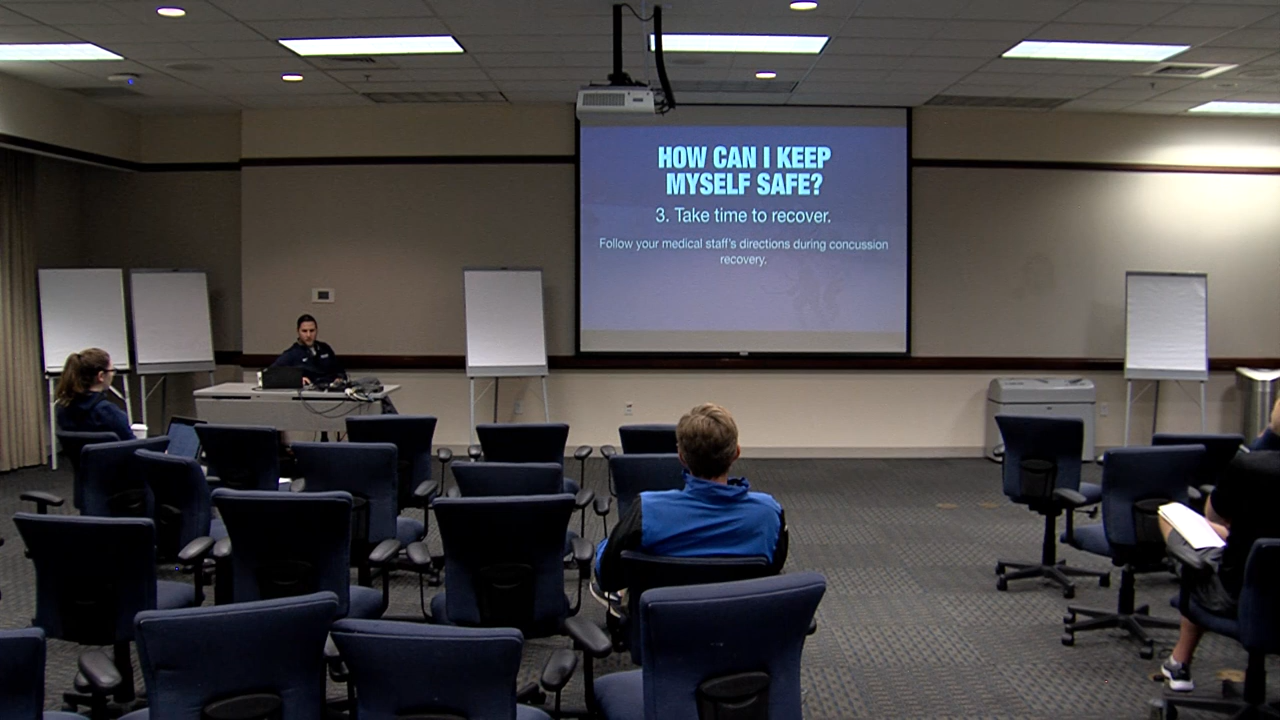 HOW CAN I KEEP
MYSELF SAFE?
3. Take time to recover.
Follow your medical staff's directions during concussion
recovery.